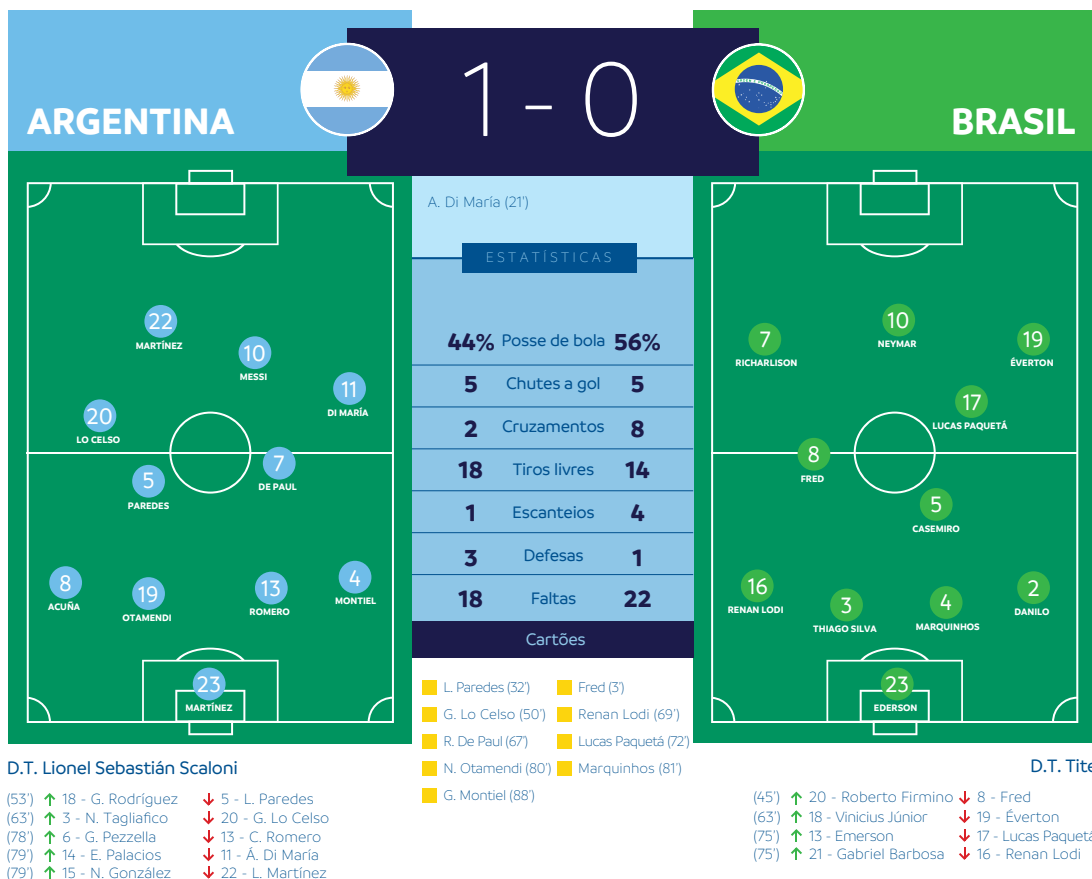 ARGENTINA
1 - 0
BRASIL
A. Di María (21')
ESTATÍSTICAS
44% Posse de bola 56%
5 Chutes a gol 5
2 Cruzamentos 8
18 Tiros livres 14
1 Escanteios 4
3 Defesas 1
18 Faltas 22
Cartões
L. Paredes (32') Fred (3')
G. Lo Celso (50') Renan Lodi (69')
R. De Paul (67') Lucas Paquetá (72')
N. Otamendi (80') Marquinhos (81')
G. Montiel (88')
22
MARTÍNEZ
10
MESSI
11
DI MARÍA
20
LO CELSO
7
DE PAUL
5
PAREDES
8
ACUÑA
19
OTAMENDI
13
ROMERO
4
MONTIEL
23
MARTÍNEZ
7
RICHARLISON
10
NEYMAR
19
ÉVERTON
17
LUCAS PAQUETÁ
8
FRED
5
CASEMIRO
16
RENAN LODI
3
THIAGO SILVA
4
MARQUINHOS
2
DANILO
23
EDERSON
D.T. Lionel Sebastián Scaloni
(53') 18 - G. Rodríguez 5 - L. Paredes
(63') 3 - N. Tagliafico 20 - G. Lo Celso
(78') 6 - G. Pezzella 13 - C. Romero
(79') 14 - E. Palacios 11 - Á. Di María
(79') 15 - N. González 22 - L. Martínez
D.T. Tite
(45') 20 - Roberto Firmino 8 - Fred
(63') 18 - Vinicius Júnior 19 - Éverton
(75') 13 - Emerson 17 - Lucas Paquetá
(75') 21 - Gabriel Barbosa 16 - Renan Lodi